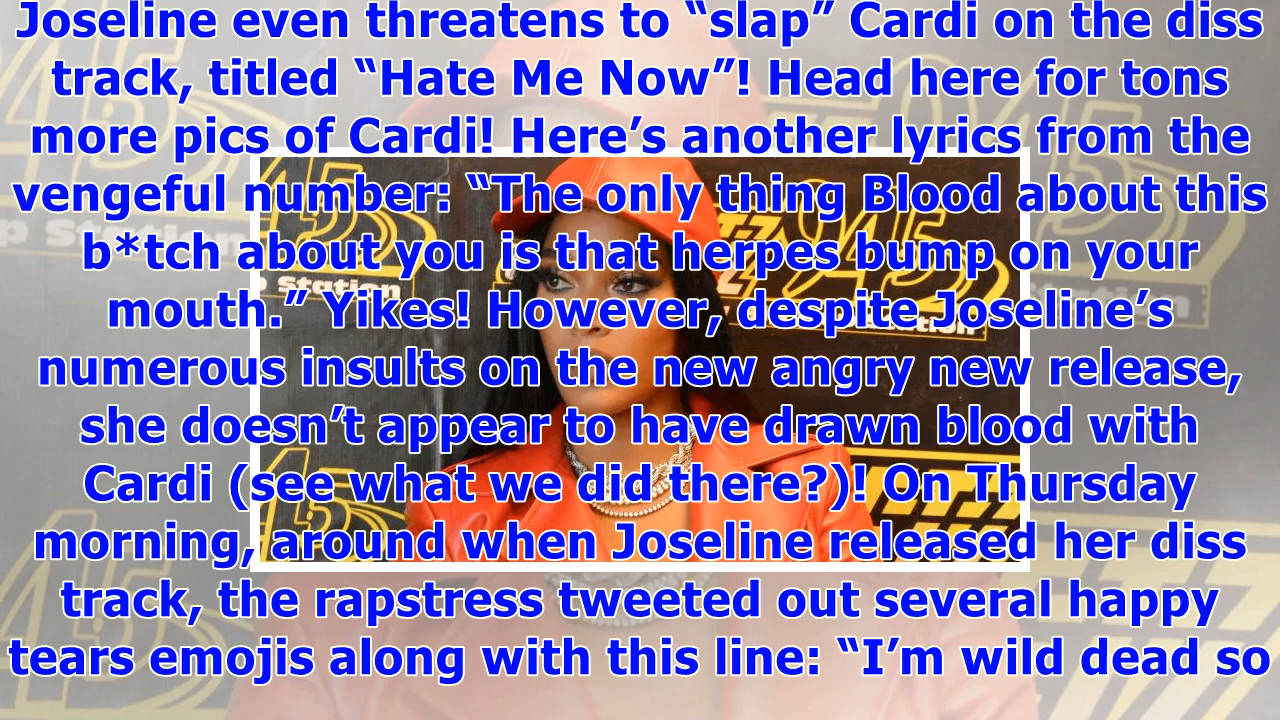 Joseline even threatens to “slap” Cardi on the diss
track, titled “Hate Me Now”! Head here for tons
more pics of Cardi! Here’s another lyrics from the
vengeful number: “The only thing Blood about this
b*tch about you is that herpes bump on your
mouth.” Yikes! However, despite Joseline’s
numerous insults on the new angry new release,
she doesn’t appear to have drawn blood with
Cardi (see what we did there?)! On Thursday
morning, around when Joseline released her diss
track, the rapstress tweeted out several happy
tears emojis along with this line: “I’m wild dead so